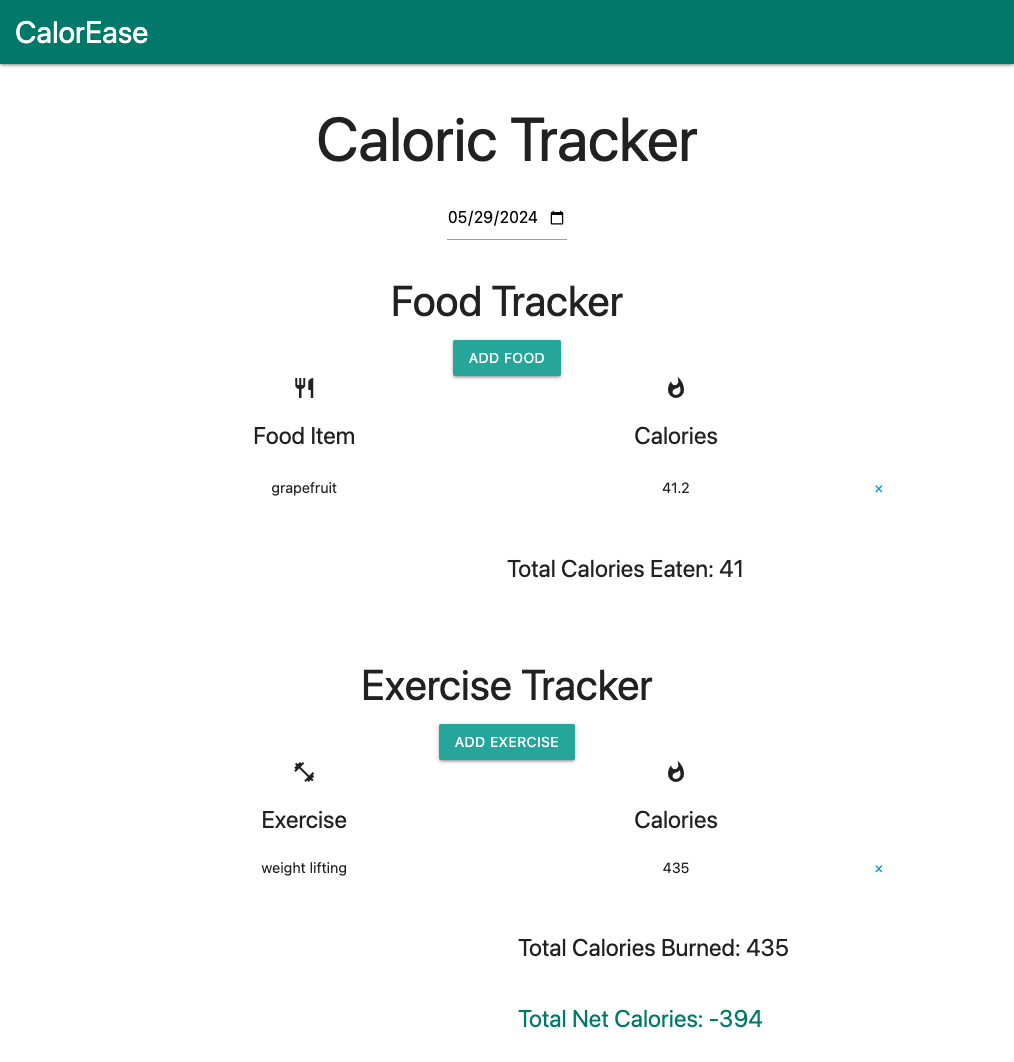 CalorEase
Caloric Tracker
05/29/2024
Food Tracker
ADD FOOD
Food Item Calories
grapefruit 41.2 ×
Total Calories Eaten: 41
Exercise Tracker
ADD EXERCISE
Exercise Calories
weight lifting 435 ×
Total Calories Burned: 435
Total Net Calories: -394